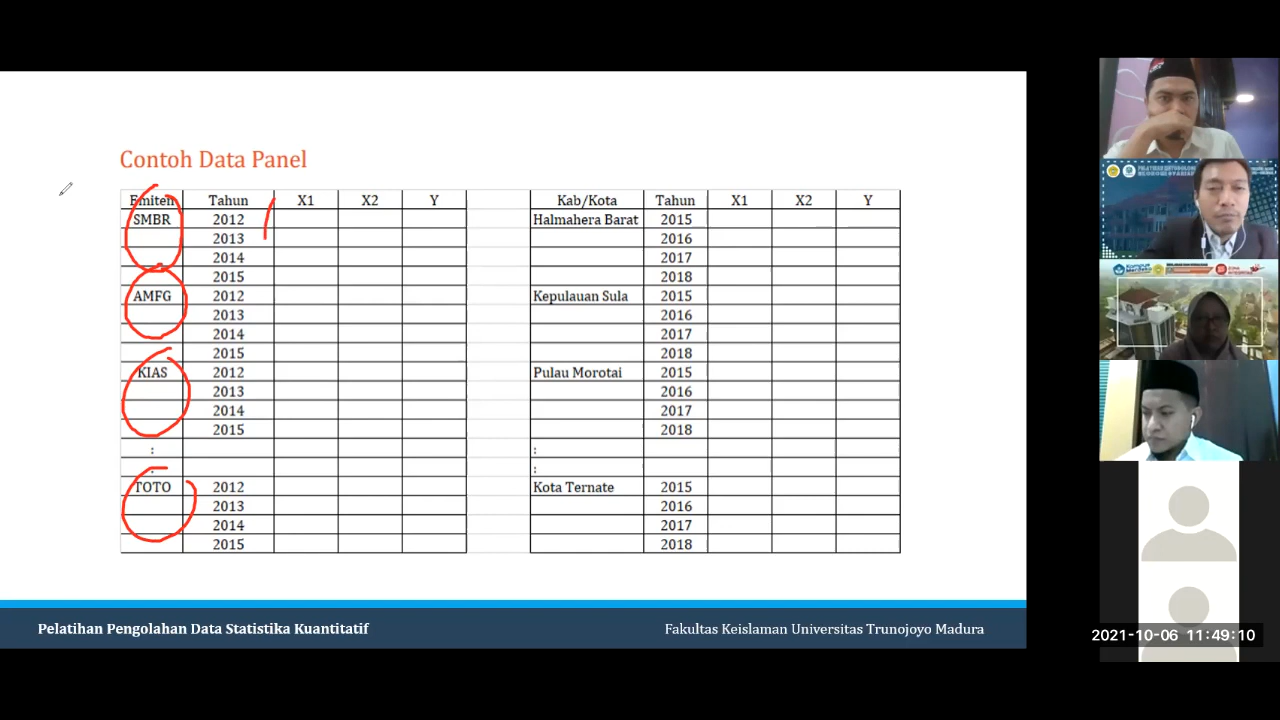 Contoh Data Panel
Emiten Tahun X1 X2 Y Kab/Kota Tahun X1 X2 Y
SMBR 2012 Halmahera Barat 2015
2013 2016
2014 2017
2015 2018
AMFG 2012 Kepulauan Sula 2015
2013 2016
2014 2017
2015 2018
KIAS 2012 Pulau Morotai 2015
2013 2016
2014 2017
2015 2018
: :
: :
TOTO 2012 Kota Ternate 2015
2013 2016
2014 2017
2015 2018
Pelatihan Pengolahan Data Statistika Kuantitatif
Fakultas Keislaman Universitas Trunojoyo Madura
Kampus
Merdeka
2021-10-06 11:49:10